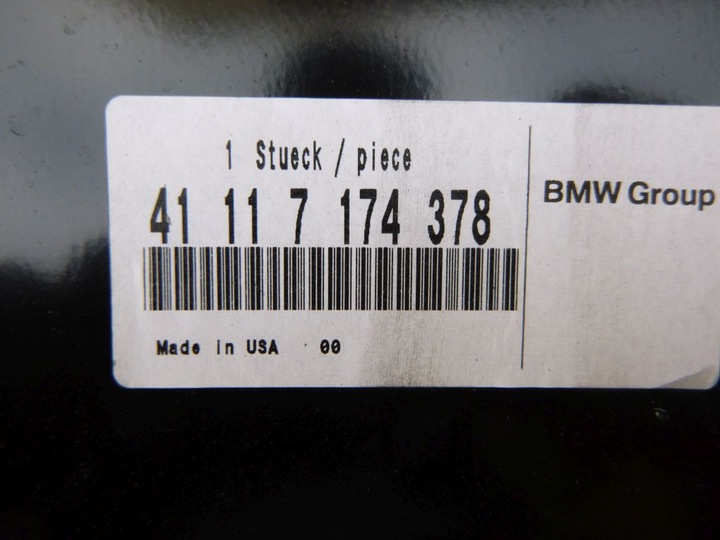 1 Stueck / piece
41 11 7 174 378
BMW Group
Made in USA 00